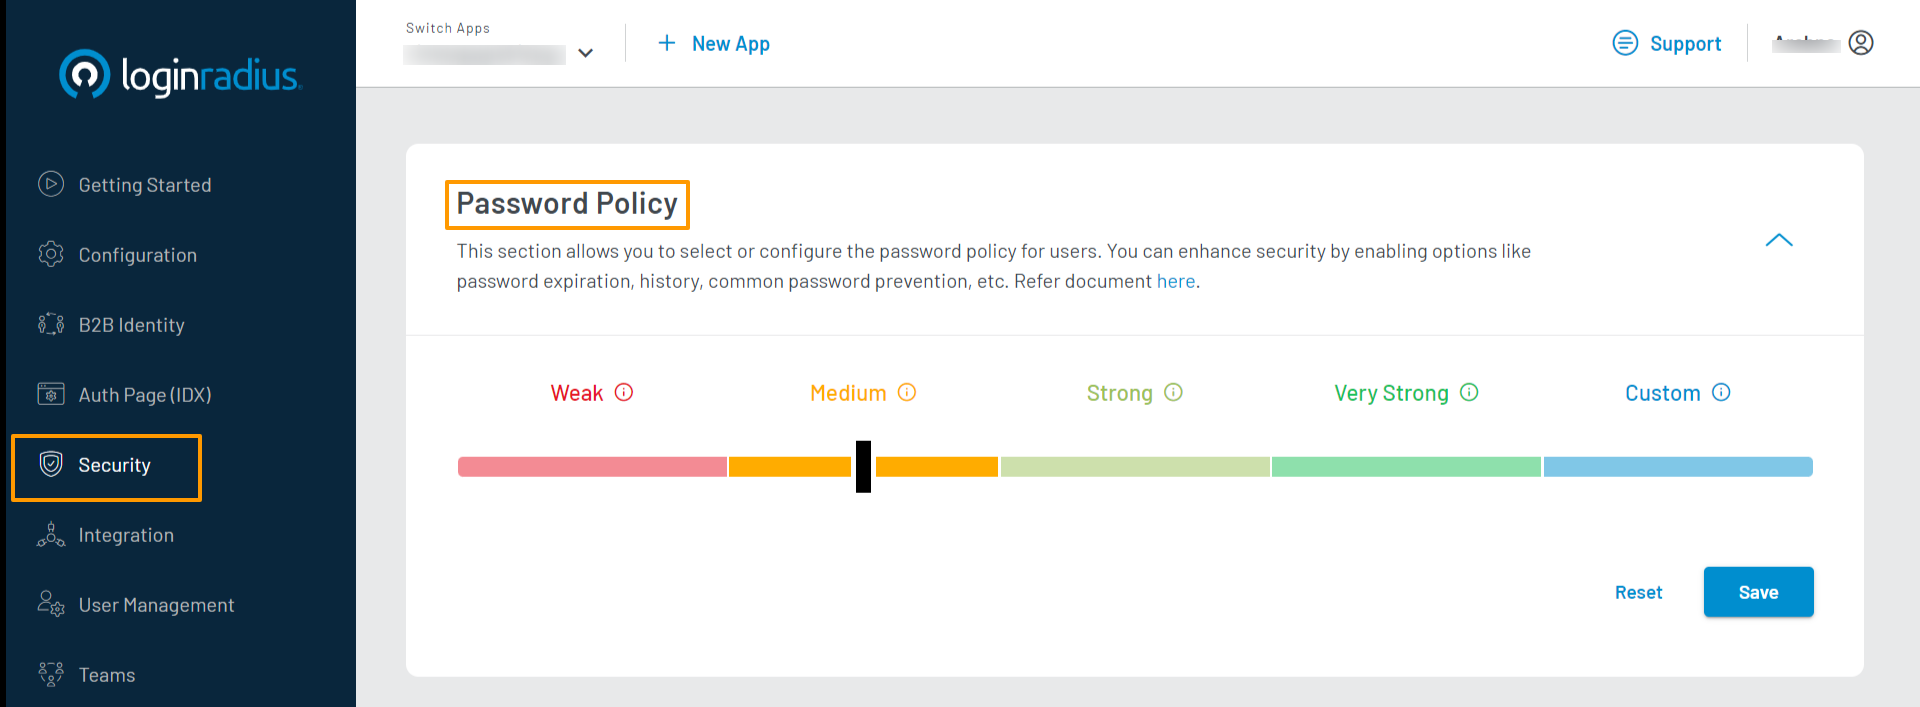 loginradius
Getting Started
Configuration
B2B Identity
Auth Page (IDX)
Security
Integration
User Management
Teams
Switch Apps
+ New App
Support
Password Policy
This section allows you to select or configure the password policy for users. You can enhance security by enabling options like
password expiration, history, common password prevention, etc. Refer document here.
Weak
Medium
Strong
Very Strong
Custom
Reset
Save